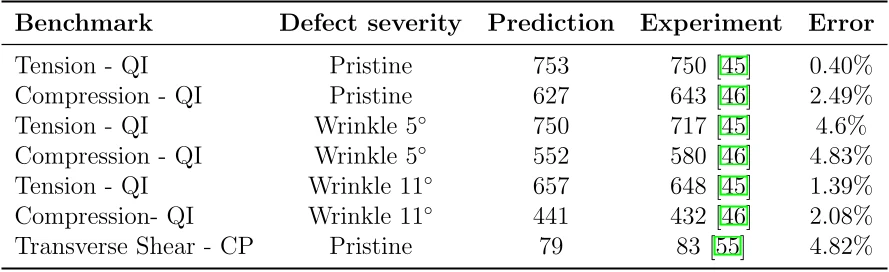 Benchmark Defect severity Prediction Experiment Error
Tension - QI Pristine 753 750 [45] 0.40%
Compression - QI Pristine 627 643 [46] 2.49%
Tension - QI Wrinkle 5° 750 717 [45] 4.6%
Compression - QI Wrinkle 5° 552 580 [46] 4.83%
Tension - QI Wrinkle 11° 657 648 [45] 1.39%
Compression- QI Wrinkle 11° 441 432 [46] 2.08%
Transverse Shear - CP Pristine 79 83 [55] 4.82%